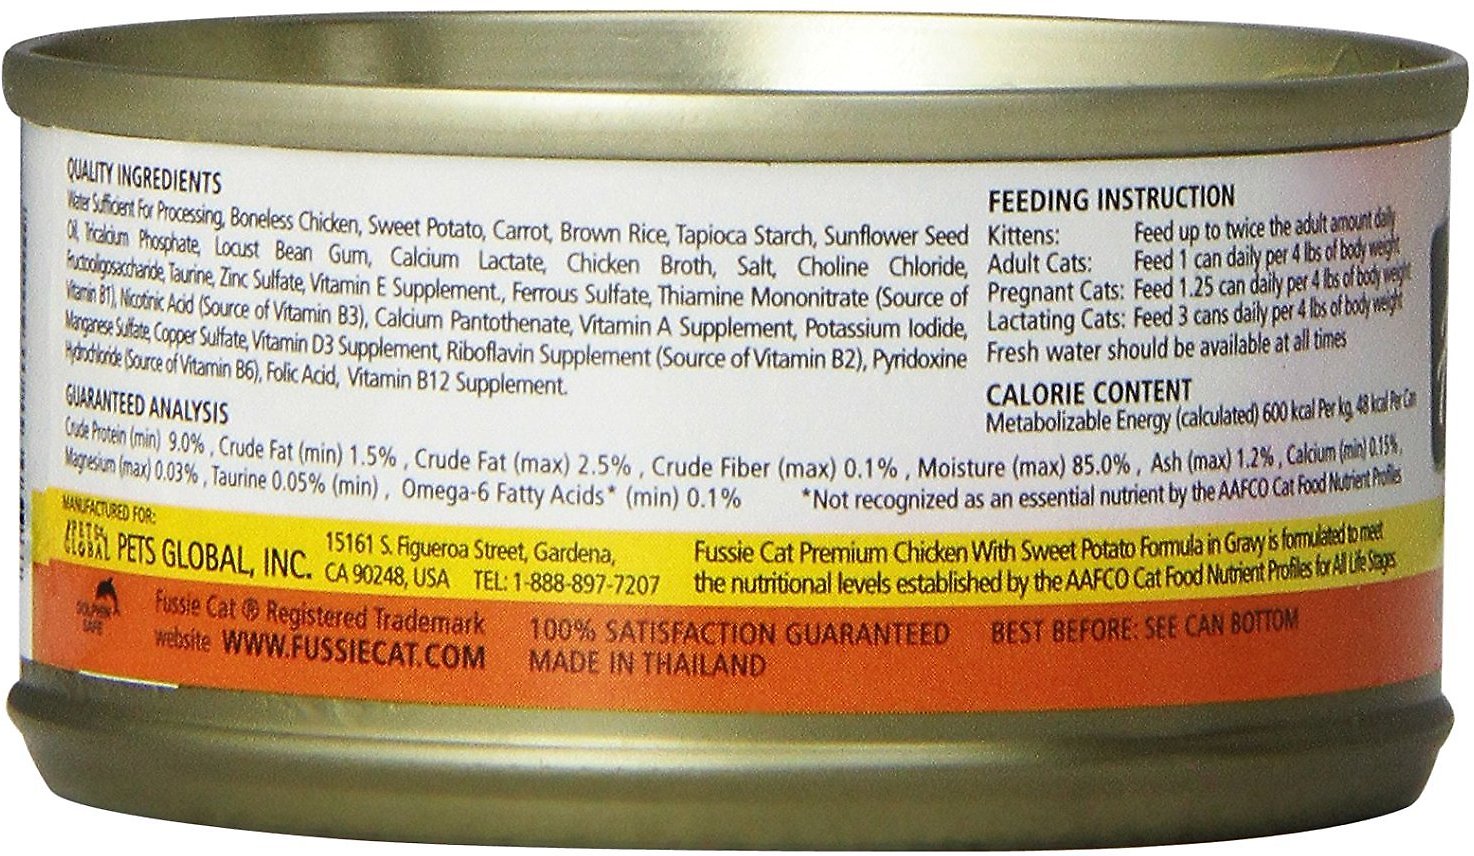 QUALITY INGREDIENTS
Water Sufficient For Processing, Boneless Chicken, Sweet Potato, Carrot, Brown Rice, Tapioca Starch, Sunflower Seed
Oil, Tricalcium Phosphate, Locust Bean Gum, Calcium Lactate, Chicken Broth, Salt, Choline Chloride,
Fructooligosaccharide, Taurine, Zinc Sulfate, Vitamin E Supplement., Ferrous Sulfate, Thiamine Mononitrate (Source of
Vitamin B1), Nicotinic Acid (Source of Vitamin B3), Calcium Pantothenate, Vitamin A Supplement, Potassium Iodide,
Manganese Sulfate, Copper Sulfate, Vitamin D3 Supplement, Riboflavin Supplement (Source of Vitamin B2), Pyridoxine
Hydrochloride (Source of Vitamin B6), Folic Acid, Vitamin B12 Supplement.
FEEDING INSTRUCTION
Kittens: Feed up to twice the adult amount daily
Adult Cats: Feed 1 can daily per 4 lbs of body weight.
Pregnant Cats: Feed 1.25 can daily per 4 lbs of body weight
Lactating Cats: Feed 3 cans daily per 4 lbs of body weight
Fresh water should be available at all times
CALORIE CONTENT
Metabolizable Energy (calculated) 600 kcal Per kg, 48 kcal Per Can
GUARANTEED ANALYSIS
Crude Protein (min) 9.0% , Crude Fat (min) 1.5% , Crude Fat (max) 2.5% , Crude Fiber (max) 0.1% , Moisture (max) 85.0% , Ash (max) 1.2% , Calcium (min) 0.15% ,
Magnesium (max) 0.03% , Taurine 0.05% (min) , Omega-6 Fatty Acids* (min) 0.1% *Not recognized as an essential nutrient by the AAFCO Cat Food Nutrient Profiles
MANUFACTURED FOR:
PETS GLOBAL
PETS GLOBAL, INC.
15161 S. Figueroa Street, Gardena,
CA 90248, USA TEL: 1-888-897-7207
Fussie Cat Premium Chicken With Sweet Potato Formula in Gravy is formulated to meet
the nutritional levels established by the AAFCO Cat Food Nutrient Profiles for All Life Stages
DOLPHIN
SAFE
Fussie Cat ® Registered Trademark
website WWW.FUSSIECAT.COM
100% SATISFACTION GUARANTEED
MADE IN THAILAND
BEST BEFORE: SEE CAN BOTTOM